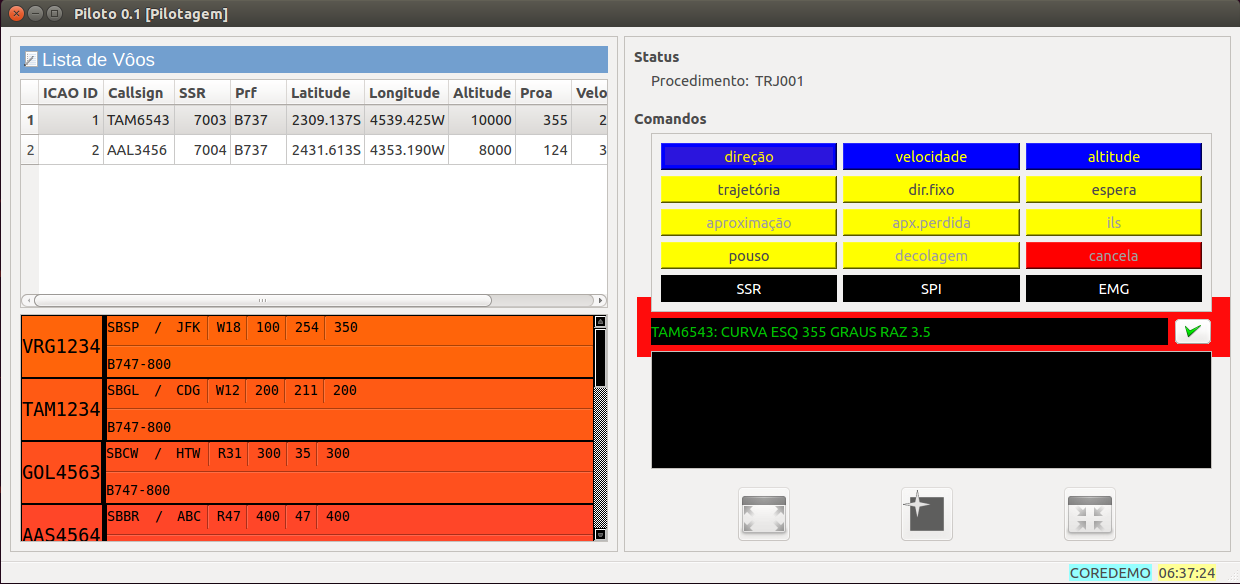 Piloto 0.1 [Pilotagem]
Lista de Vôos
ICAO ID Callsign SSR Prf Latitude Longitude Altitude Proa Velo
1 1 TAM6543 7003 B737 2309.137S 4539.425W 10000 355 2
2 2 AAL3456 7004 B737 2431.613S 4353.190W 8000 124 3
VRG1234
SBSP / JFK W18 100 254 350
B747-800
TAM1234
SBGL / CDG W12 200 211 200
B747-800
GOL4563
SBCW / HTW R31 300 35 300
B747-800
AAS4564
SBBR / ABC R47 400 47 400
Status
Procedimento: TRJ001
Comandos
direção velocidade altitude
trajetória dir.fixo espera
aproximação apx.perdida ils
pouso decolagem cancela
SSR SPI EMG
TAM6543: CURVA ESQ 355 GRAUS RAZ 3.5
COREDEMO 06:37:24